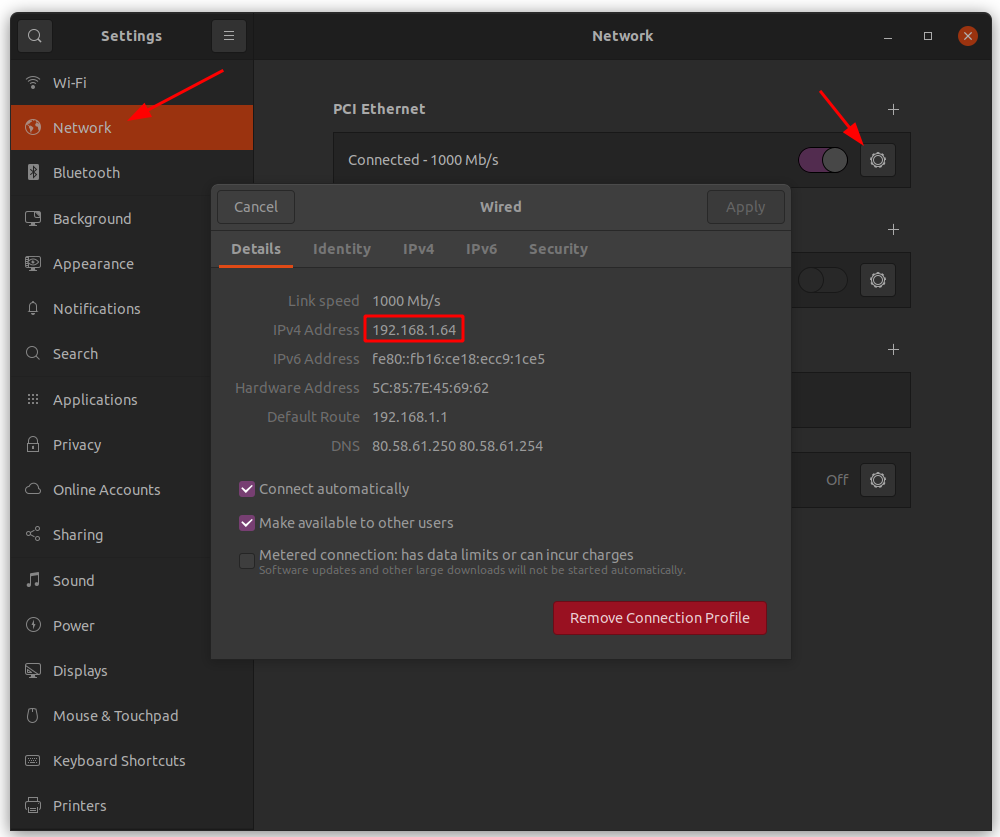 Settings
Network
Wi-Fi
Network
Bluetooth
Background
Appearance
Notifications
Search
Applications
Privacy
Online Accounts
Sharing
Sound
Power
Displays
Mouse & Touchpad
Keyboard Shortcuts
Printers
PCI Ethernet
Connected - 1000 Mb/s
Off
Cancel
Wired
Apply
Details Identity IPv4 IPv6 Security
Link speed 1000 Mb/s
IPv4 Address 192.168.1.64
IPv6 Address fe80::fb16:ce18:ecc9:1ce5
Hardware Address 5C:85:7E:45:69:62
Default Route 192.168.1.1
DNS 80.58.61.250 80.58.61.254
Connect automatically
Make available to other users
Metered connection: has data limits or can incur charges
Software updates and other large downloads will not be started automatically.
Remove Connection Profile